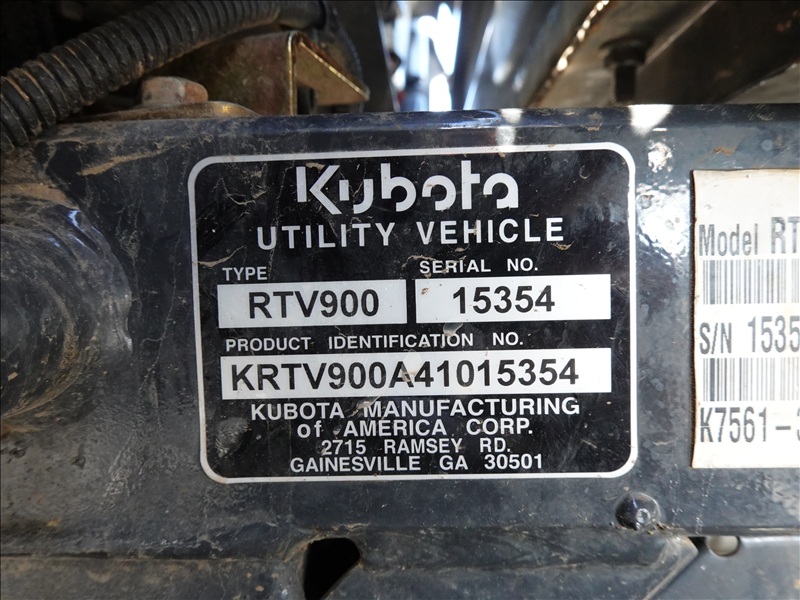 Kubota
UTILITY VEHICLE
TYPE SERIAL NO.
RTV900 15354
PRODUCT IDENTIFICATION NO.
KRTV900A41015354
KUBOTA MANUFACTURING
of AMERICA CORP.
2715 RAMSEY RD.
GAINESVILLE GA 30501
Model RT
S/N 1535
K7561-